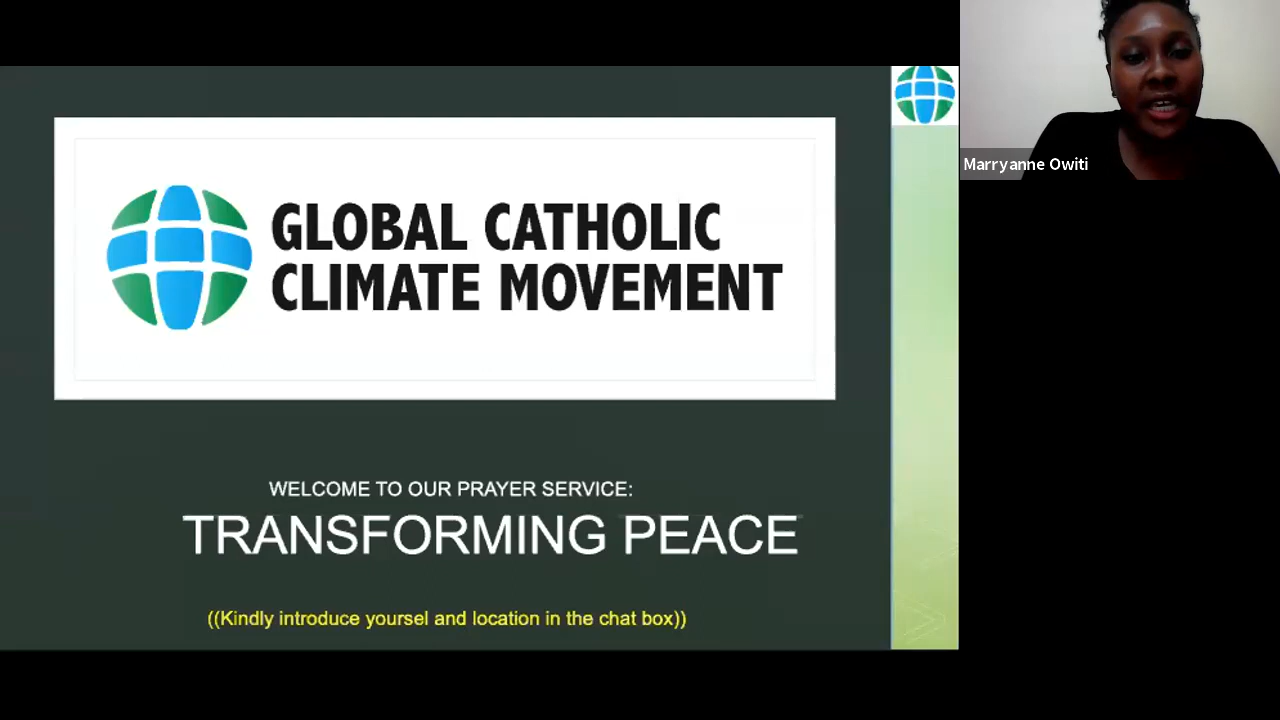 GLOBAL CATHOLIC
CLIMATE MOVEMENT
WELCOME TO OUR PRAYER SERVICE:
TRANSFORMING PEACE
((Kindly introduce yoursel and location in the chat box))
Marryanne Owiti